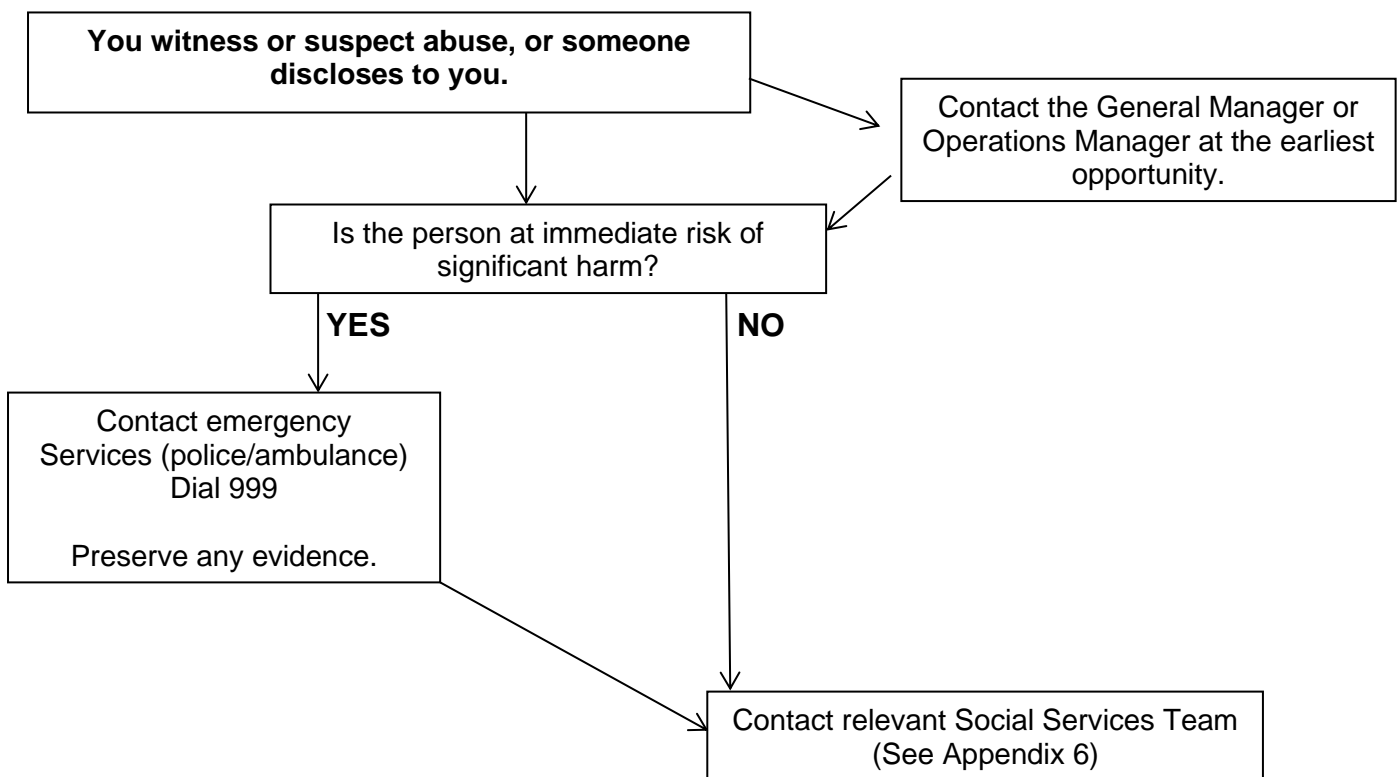 You witness or suspect abuse, or someone
discloses to you.
Contact the General Manager or
Operations Manager at the earliest
opportunity.
Is the person at immediate risk of
significant harm?
YES
NO
Contact emergency
Services (police/ambulance)
Dial 999
Preserve any evidence.
Contact relevant Social Services Team
(See Appendix 6)